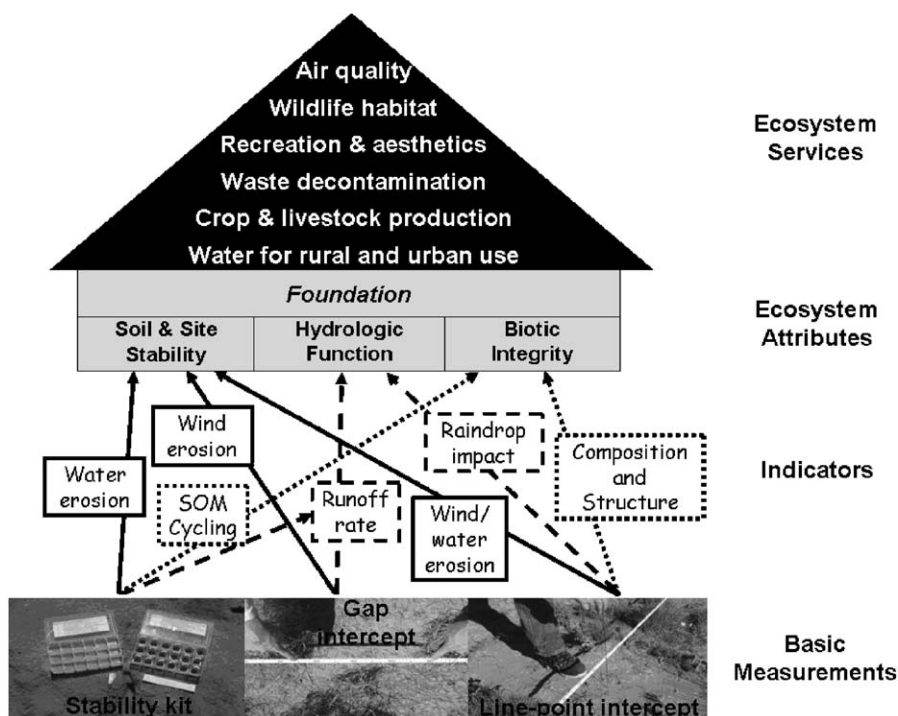 Air quality
Wildlife habitat
Recreation & aesthetics
Waste decontamination
Crop & livestock production
Water for rural and urban use
Ecosystem
Services
Foundation
Soil & Site
Stability
Hydrologic
Function
Biotic
Integrity
Ecosystem
Attributes
Water
erosion
Wind
erosion
SOM
Cycling
Runoff
rate
Raindrop
impact
Wind/
water
erosion
Composition
and
Structure
Indicators
Stability kit
Gap
intercept
Line-point intercept
Basic
Measurements